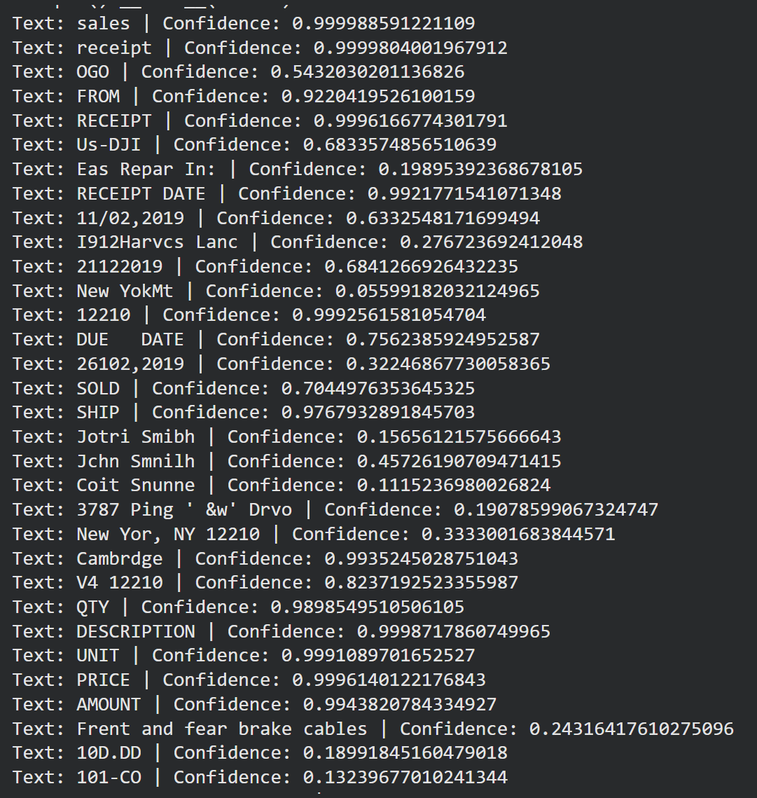 Text: sales | Confidence: 0.999988591221109
Text: receipt | Confidence: 0.9999804001967912
Text: OGO | Confidence: 0.5432030201136826
Text: FROM | Confidence: 0.9220419526100159
Text: RECEIPT | Confidence: 0.9996166774301791
Text: Us-DJI | Confidence: 0.6833574856510639
Text: Eas Repar In: | Confidence: 0.19895392368678105
Text: RECEIPT DATE | Confidence: 0.9921771541071348
Text: 11/02,2019 | Confidence: 0.6332548171699494
Text: I912Harvcs Lanc | Confidence: 0.276723692412048
Text: 21122019 | Confidence: 0.6841266926432235
Text: New YokMt | Confidence: 0.05599182032124965
Text: 12210 | Confidence: 0.9992561581054704
Text: DUE   DATE | Confidence: 0.7562385924952587
Text: 26102,2019 | Confidence: 0.32246867730058365
Text: SOLD | Confidence: 0.7044976353645325
Text: SHIP | Confidence: 0.9767932891845703
Text: Jotri Smibh | Confidence: 0.15656121575666643
Text: Jchn Smnilh | Confidence: 0.45726190709471415
Text: Coit Snunne | Confidence: 0.1115236980026824
Text: 3787 Ping ' &w' Drvo | Confidence: 0.19078599067324747
Text: New Yor, NY 12210 | Confidence: 0.3333001683844571
Text: Cambrdge | Confidence: 0.9935245028751043
Text: V4 12210 | Confidence: 0.8237192523355987
Text: QTY | Confidence: 0.9898549510506105
Text: DESCRIPTION | Confidence: 0.9998717860749965
Text: UNIT | Confidence: 0.9991089701652527
Text: PRICE | Confidence: 0.9996140122176843
Text: AMOUNT | Confidence: 0.9943820784334927
Text: Frent and fear brake cables | Confidence: 0.24316417610275096
Text: 10D.DD | Confidence: 0.18991845160479018
Text: 101-CO | Confidence: 0.13239677010241344